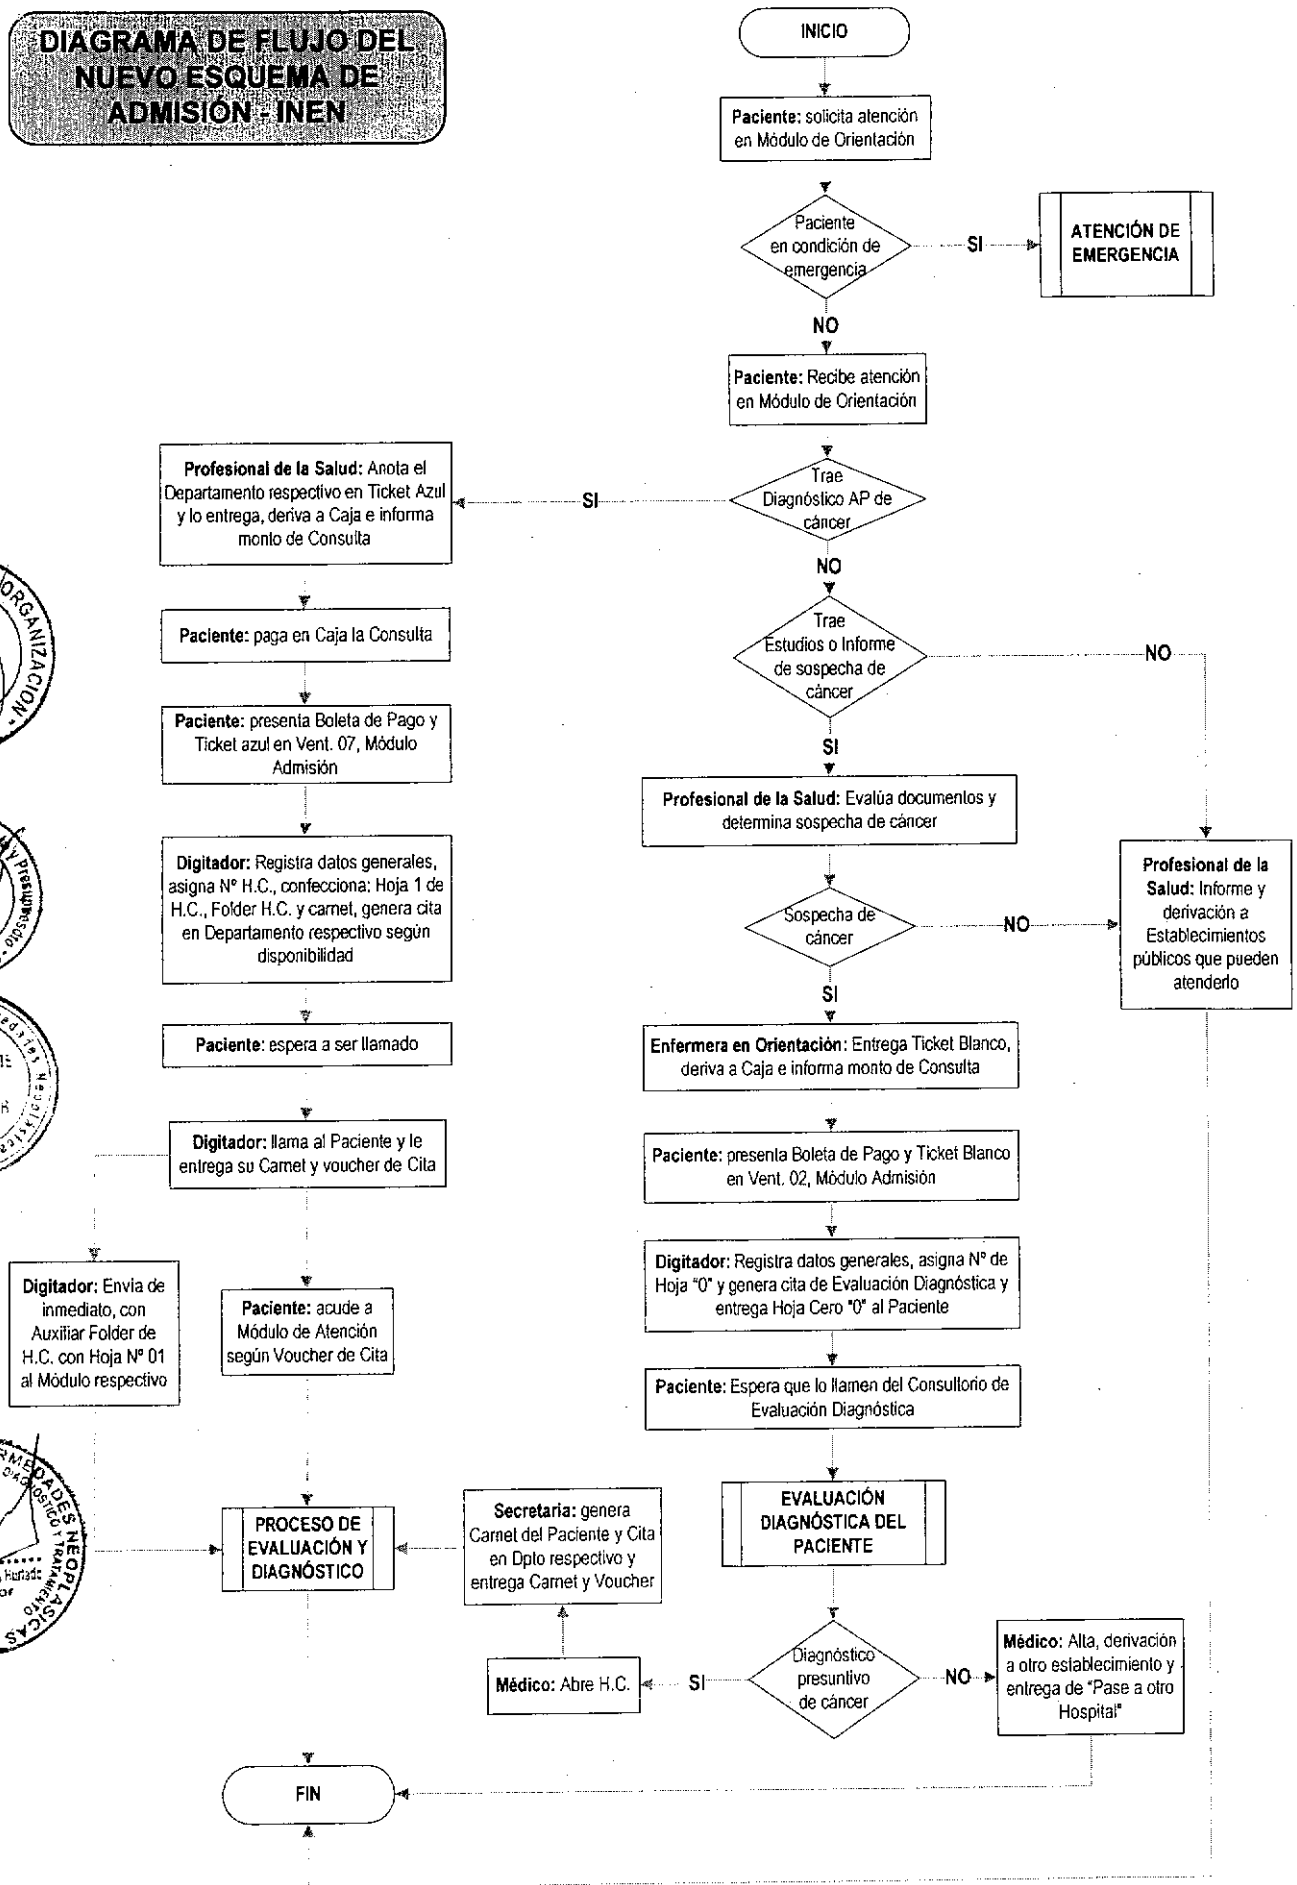 DIAGRAMA DE FLUJO DEL
NUEVO ESQUEMA DE
ADMISIÓN - INEN
INICIO
Paciente: solicita atención
en Módulo de Orientación
Paciente
en condición de
emergencia
SI
ATENCIÓN DE
EMERGENCIA
NO
Paciente: Recibe atención
en Módulo de Orientación
Trae
Diagnóstico AP de
cáncer
SI
Profesional de la Salud: Anota el
Departamento respectivo en Ticket Azul
y lo entrega, deriva a Caja e informa
monto de Consulta
NO
Paciente: paga en Caja la Consulta
Trae
Estudios o Informe
de sospecha de
cáncer
NO
Paciente: presenta Boleta de Pago y
Ticket azul en Vent. 07, Módulo
Admisión
SI
Profesional de la Salud: Evalúa documentos y
determina sospecha de cáncer
Digitador: Registra datos generales,
asigna Nº H.C., confecciona: Hoja 1 de
H.C., Folder H.C. y carnet, genera cita
en Departamento respectivo según
disponibilidad
Sospecha de
cáncer
NO
Profesional de la
Salud: Informe y
derivación a
Establecimientos
públicos que pueden
atenderlo
SI
Paciente: espera a ser llamado
Enfermera en Orientación: Entrega Ticket Blanco,
deriva a Caja e informa monto de Consulta
Digitador: llama al Paciente y le
entrega su Carnet y voucher de Cita
Paciente: presenta Boleta de Pago y Ticket Blanco
en Vent. 02, Módulo Admisión
Digitador: Envía de
inmediato, con
Auxiliar Folder de
H.C. con Hoja Nº 01
al Módulo respectivo
Paciente: acude a
Módulo de Atención
según Voucher de Cita
Digitador: Registra datos generales, asigna Nº de
Hoja "0" y genera cita de Evaluación Diagnóstica y
entrega Hoja Cero "0" al Paciente
Paciente: Espera que lo llamen del Consultorio de
Evaluación Diagnóstica
EVALUACIÓN
DIAGNÓSTICA DEL
PACIENTE
PROCESO DE
EVALUACIÓN Y
DIAGNÓSTICO
Secretaria: genera
Carnet del Paciente y Cita
en Dpto respectivo y
entrega Carnet y Voucher
Médico: Abre H.C.
SI
Diagnóstico
presuntivo
de cáncer
NO
Médico: Alta, derivación
a otro establecimiento y
entrega de "Pase a otro
Hospital"
FIN
ORGANIZACION
y Presupuesto
Neoplásicas
NEOPLASICAS
DIAGNOSTICO Y TRATAMIENTO
Hurtado